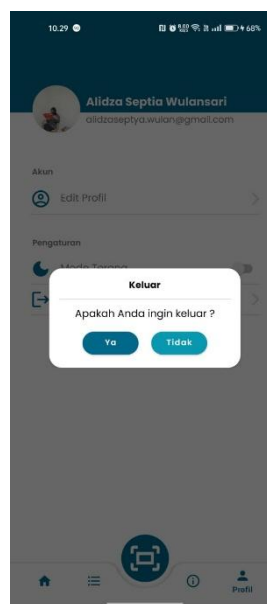 10.29
68%
Alidza Septia Wulansari
alidzaseptya.wulan@gmail.com
Akun
Edit Profil
Pengaturan
Mode Terang
Keluar
Apakah Anda ingin keluar ?
Ya
Tidak
Profil